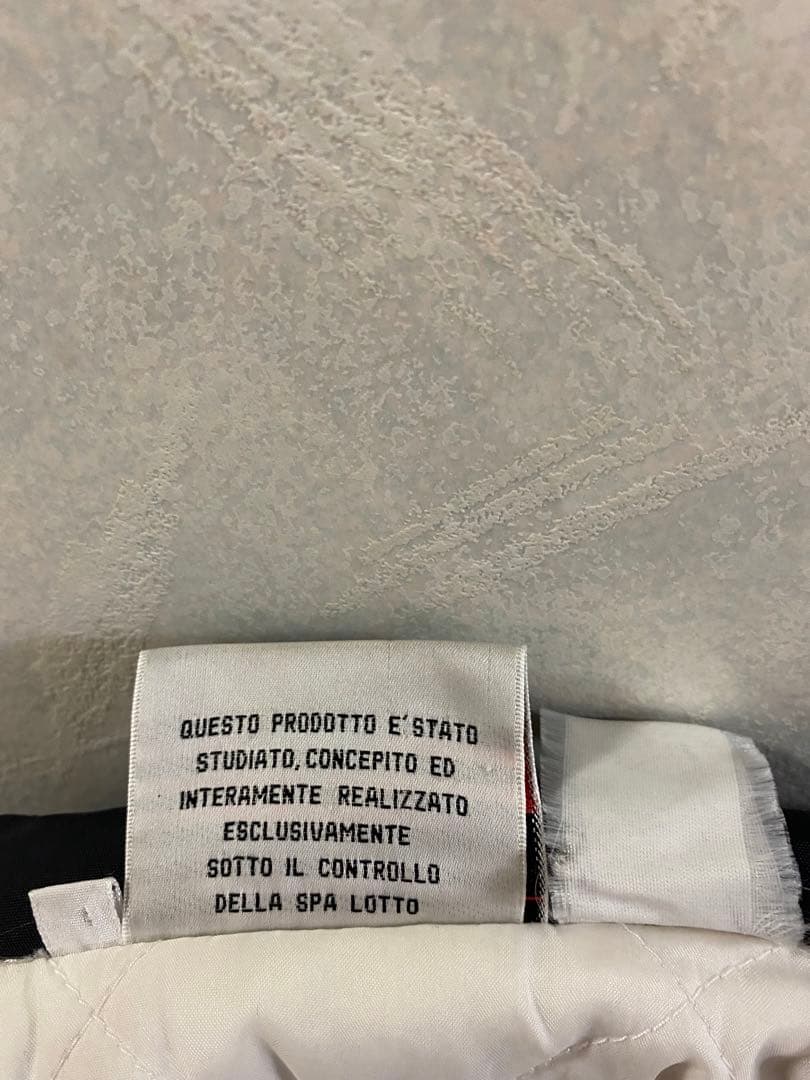 QUESTO PRODOTTO E'STATO
STUDIATO, CONCEPITO ED
INTERAMENTE REALIZZATO
ESCLUSIVAMENTE
SOTTO IL CONTROLLO
DELLA SPA LOTTO